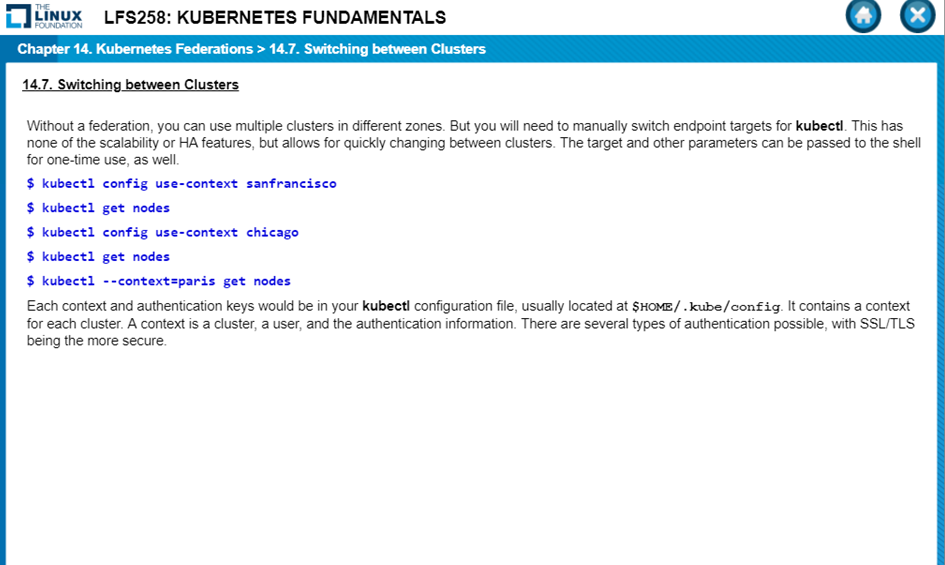 THE
LINUX
FOUNDATION
LFS258: KUBERNETES FUNDAMENTALS
Chapter 14. Kubernetes Federations > 14.7. Switching between Clusters
14.7. Switching between Clusters
Without a federation, you can use multiple clusters in different zones. But you will need to manually switch endpoint targets for kubectl. This has
none of the scalability or HA features, but allows for quickly changing between clusters. The target and other parameters can be passed to the shell
for one-time use, as well.
$ kubectl config use-context sanfrancisco
$ kubectl get nodes
$ kubectl config use-context chicago
$ kubectl get nodes
$ kubectl --context=paris get nodes
Each context and authentication keys would be in your kubectl configuration file, usually located at $HOME/.kube/config. It contains a context
for each cluster. A context is a cluster, a user, and the authentication information. There are several types of authentication possible, with SSL/TLS
being the more secure.